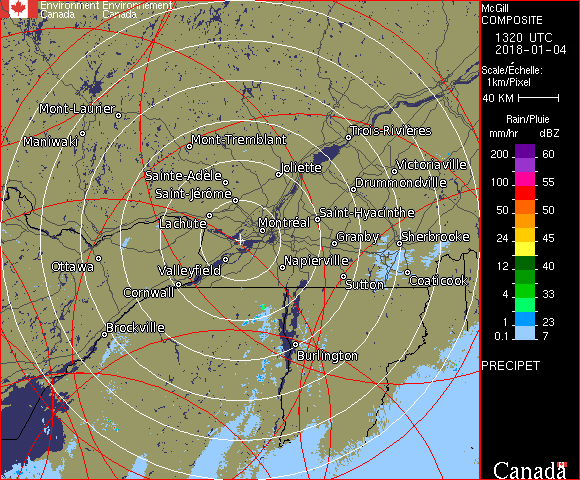 Environment Environnement
Canada Canada
McGill
COMPOSITE
1320 UTC
2018-01-04
Scale/Échelle:
1km/Pixel
40 KM
Rain/Pluie
mm/hr dBZ
200 60
100 55
50 50
24 45
12 40
4 33
1 23
0.1 7
PRECIPET
Mont-Laurier
Maniwaki
Mont-Tremblant
Trois-Rivières
Joliette
Victoriaville
Sainte-Adèle
Drummondville
Saint-Jérôme
Saint-Hyacinthe
Lachute
Montréal
Granby
Sherbrooke
Ottawa
Valleyfield
Napierville
Sutton
Coaticook
Cornwall
Brockville
Burlington
Canada